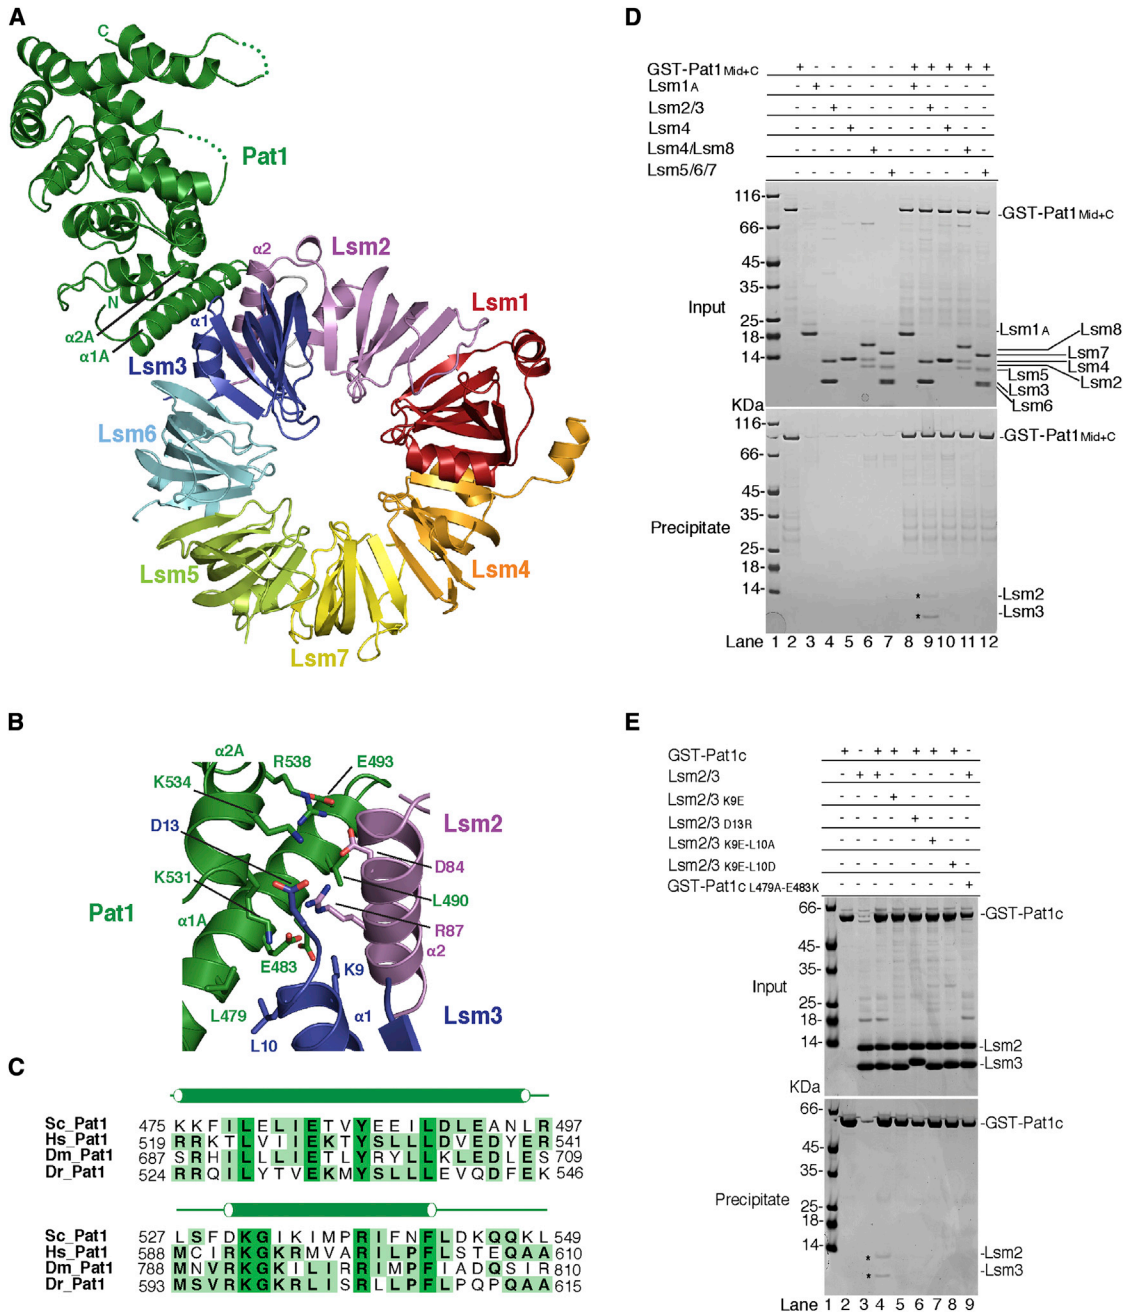 A
C
Pat1
N
α2A
α1A
α2
Lsm2
α1
Lsm3
Lsm1
Lsm6
Lsm5
Lsm4
Lsm7
B
α2A
R538
E493
K534
D13
Lsm2
K531
D84
L490
Pat1
α1A
R87
α2
E483
K9
L479
α1
Lsm3
L10
C
Sc_Pat1 475 KKFILELIETVYEEILDLEANLR 497
Hs_Pat1 519 RRKTLVIIEKTYSLLLDVEDYER 541
Dm_Pat1 687 SRHILLLIETLYRYLLKLEDLES 709
Dr_Pat1 524 RRQILYTVEKMYSLLLEVQDFEK 546
Sc_Pat1 527 LSFDKGIKIMPRIFNFLDKQQKL 549
Hs_Pat1 588 MCIRKGKRMVARILPFLSTEQAA 610
Dm_Pat1 788 MNVRKGKILIRRIMPFIADQSIR 810
Dr_Pat1 593 MSVRKGKRLISRLLPFLPQPQAA 615
D
GST-Pat1Mid+C - + - - - - - + + + + +
Lsm1A - - + - - - - + - - - -
Lsm2/3 - - - + - - - - + - - -
Lsm4 - - - - + - - - - + - -
Lsm4/Lsm8 - - - - - + - - - - + -
Lsm5/6/7 - - - - - - + - - - - +
116-
66-
45-
35-
25-
18-
14-
KDa
Input
-GST-Pat1Mid+C
Lsm1A
Lsm8
Lsm7
Lsm4
Lsm2
Lsm5
Lsm3
Lsm6
116-
66-
45-
35-
25-
18-
14-
Precipitate
-GST-Pat1Mid+C
* -Lsm2
* -Lsm3
Lane 1 2 3 4 5 6 7 8 9 10 11 12
E
GST-Pat1c + - + + + + + -
Lsm2/3 - + + - - - - +
Lsm2/3 K9E - - - + - - - -
Lsm2/3 D13R - - - - + - - -
Lsm2/3 K9E-L10A - - - - - + - -
Lsm2/3 K9E-L10D - - - - - - + -
GST-Pat1c L479A-E483K - - - - - - - +
66-
45-
35-
25-
18-
14-
KDa
Input
-GST-Pat1c
-Lsm2
-Lsm3
66-
45-
35-
25-
18-
14-
Precipitate
-GST-Pat1c
* -Lsm2
* -Lsm3
Lane 1 2 3 4 5 6 7 8 9